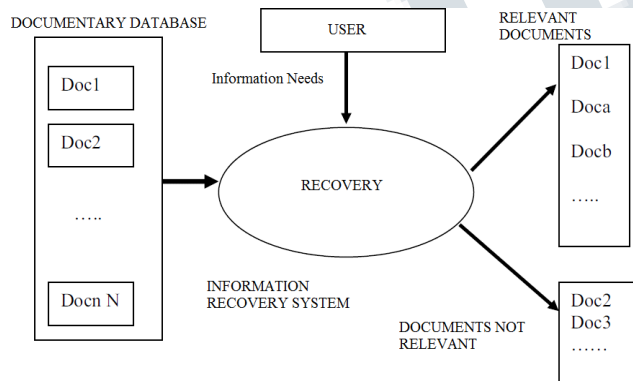 DOCUMENTARY DATABASE
Doc1
Doc2
…..
Docn N
USER
Information Needs
RECOVERY
INFORMATION
RECOVERY SYSTEM
RELEVANT
DOCUMENTS
Doc1
Doca
Docb
…..
DOCUMENTS NOT
RELEVANT
Doc2
Doc3
……